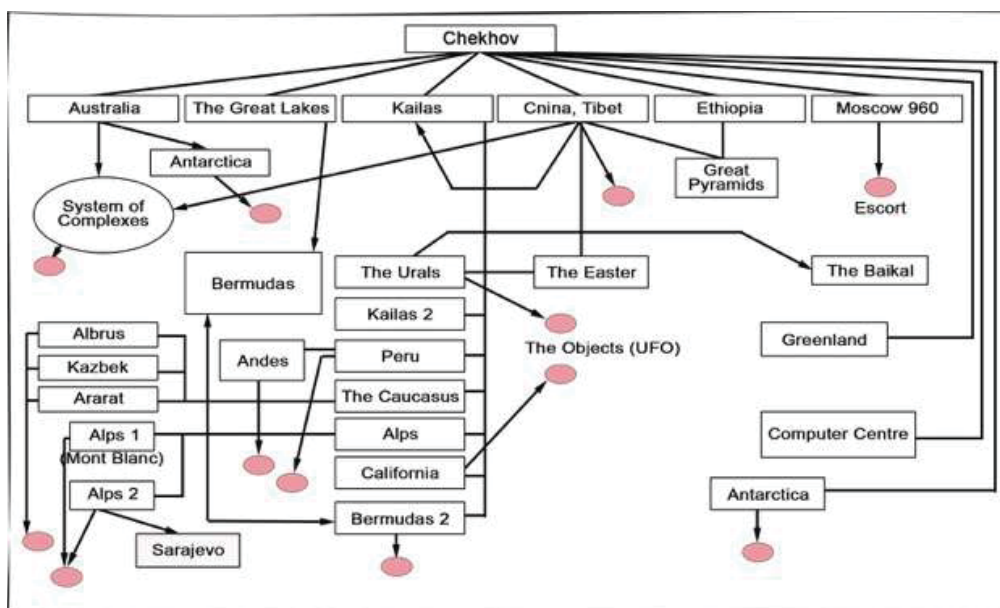 Chekhov
Australia
The Great Lakes
Kailas
Cnina, Tibet
Ethiopia
Moscow 960
Antarctica
Great
Pyramids
System of
Complexes
Escort
Bermudas
The Urals
The Easter
The Baikal
Kailas 2
Albrus
Greenland
The Objects (UFO)
Andes
Peru
Kazbek
Ararat
The Caucasus
Alps 1
(Mont Blanc)
Alps
Computer Centre
California
Alps 2
Antarctica
Bermudas 2
Sarajevo